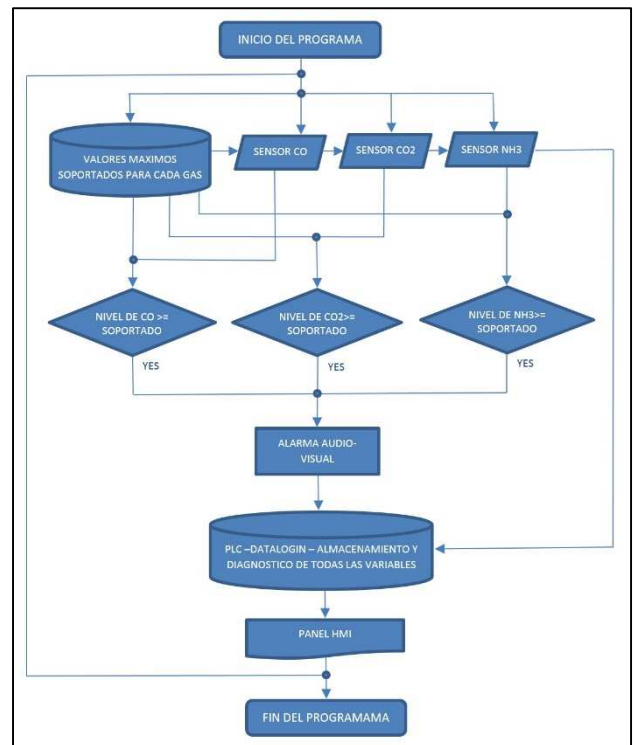 INICIO DEL PROGRAMA
VALORES MAXIMOS
SOPORTADOS PARA CADA GAS
SENSOR CO
SENSOR CO2
SENSOR NH3
NIVEL DE CO >=
SOPORTADO
NIVEL DE CO2>=
SOPORTADO
NIVEL DE NH3>=
SOPORTADO
YES
YES
YES
ALARMA AUDIO-
VISUAL
PLC –DATALOGIN – ALMACENAMIENTO Y
DIAGNOSTICO DE TODAS LAS VARIABLES
PANEL HMI
FIN DEL PROGRAMAMA